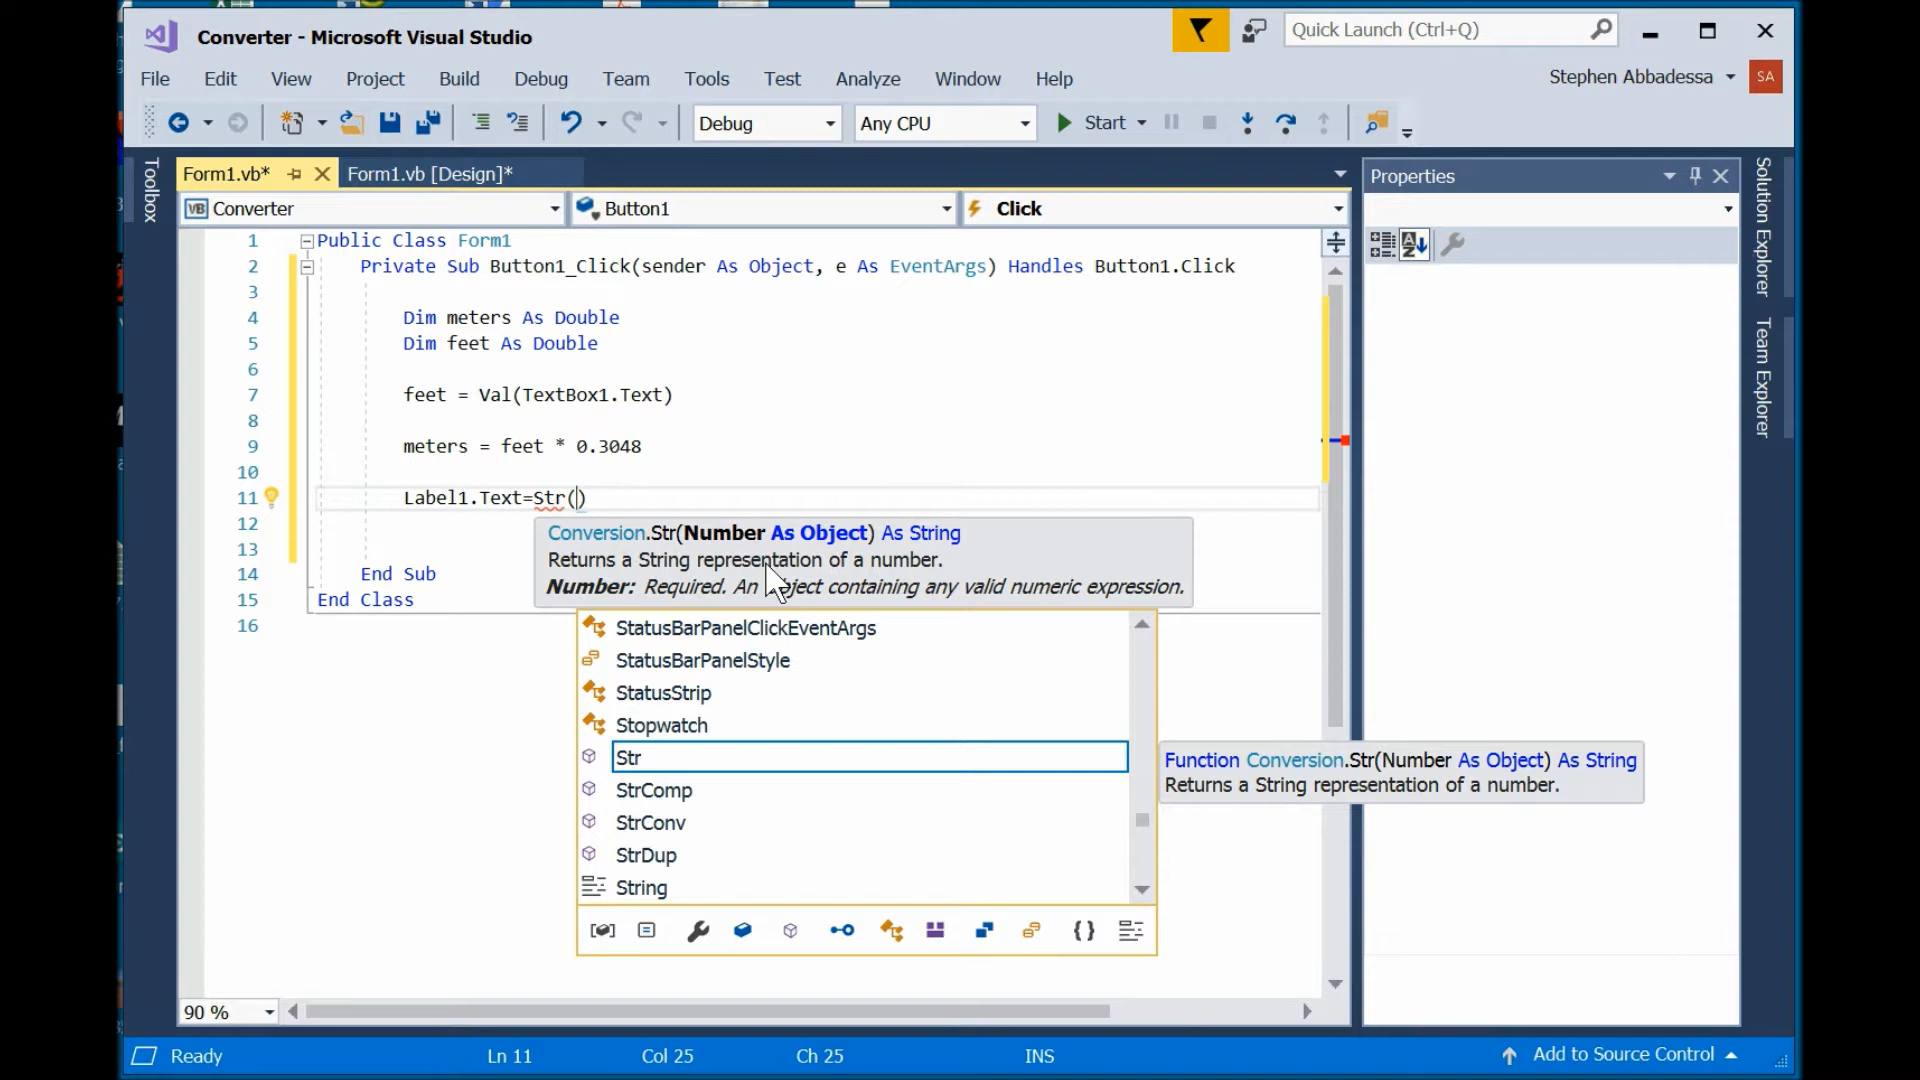 Converter - Microsoft Visual Studio
Quick Launch (Ctrl+Q)
File Edit View Project Build Debug Team Tools Test Analyze Window Help
Stephen Abbadessa
SA
Debug
Any CPU
Start
Toolbox
Form1.vb*
Form1.vb [Design]*
Properties
Solution Explorer
Team Explorer
VB Converter
Button1
Click
1 Public Class Form1
2 Private Sub Button1_Click(sender As Object, e As EventArgs) Handles Button1.Click
3
4 Dim meters As Double
5 Dim feet As Double
6
7 feet = Val(TextBox1.Text)
8
9 meters = feet * 0.3048
10
11 Label1.Text=Str()
12
13
14 End Sub
15 End Class
16
Conversion.Str(Number As Object) As String
Returns a String representation of a number.
Number: Required. An Object containing any valid numeric expression.
StatusBarPanelClickEventArgs
StatusBarPanelStyle
StatusStrip
Stopwatch
Str
StrComp
StrConv
StrDup
String
Function Conversion.Str(Number As Object) As String
Returns a String representation of a number.
90 %
Ready
Ln 11
Col 25
Ch 25
INS
Add to Source Control